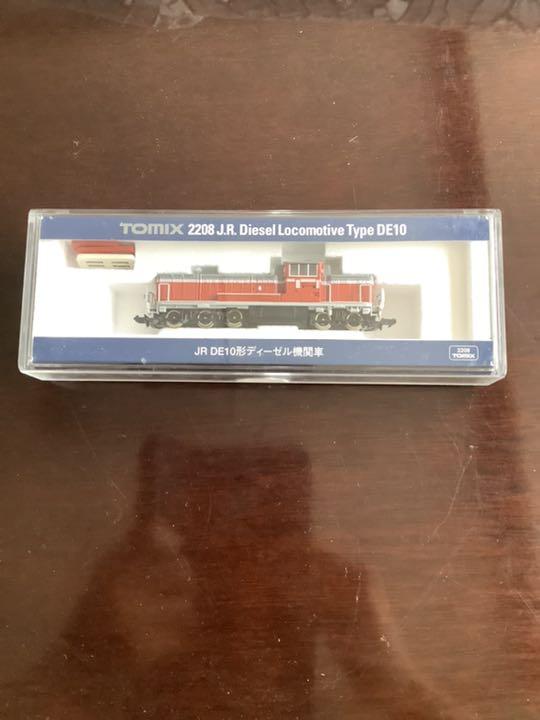 TOMIX 2208 J.R. Diesel Locomotive Type DE10
JR DE10形ディーゼル機関車
2208
TOMIX